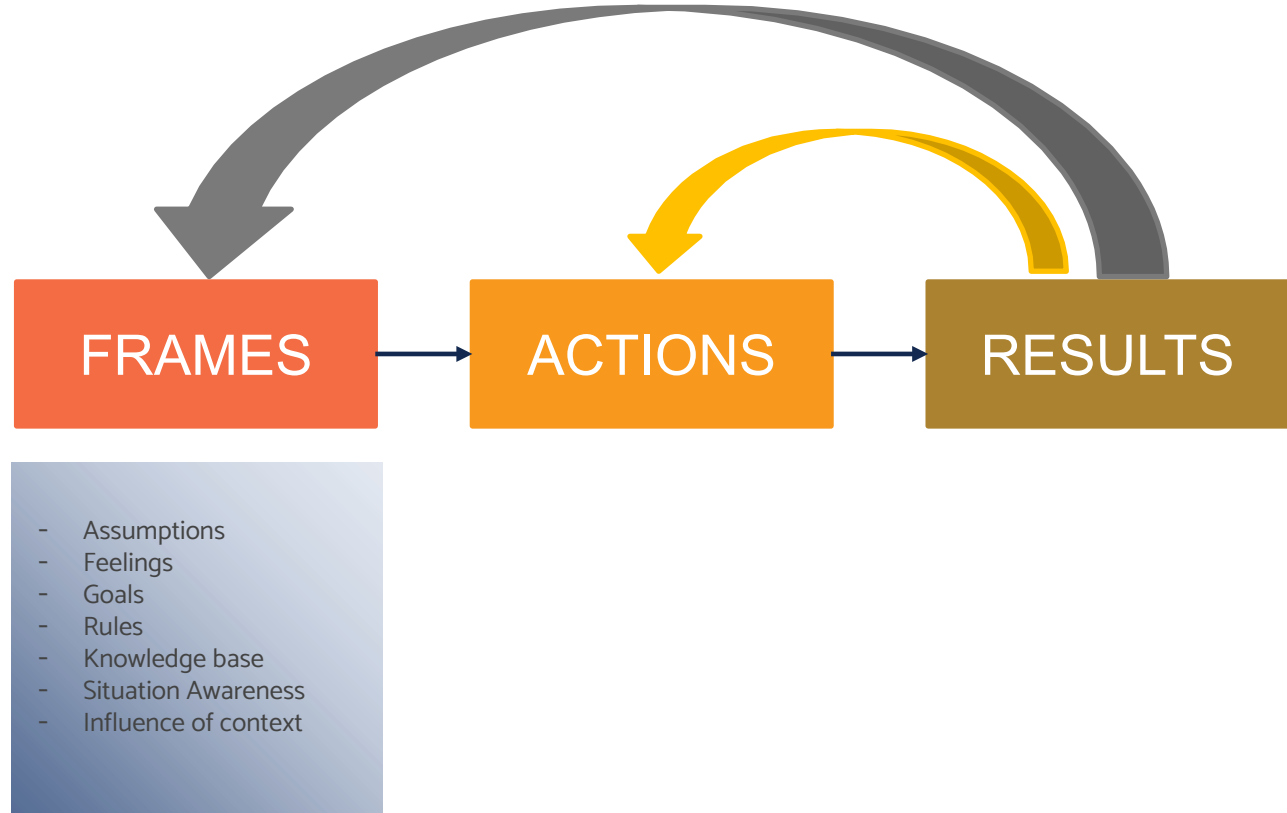 FRAMES
ACTIONS
RESULTS
- Assumptions
- Feelings
- Goals
- Rules
- Knowledge base
- Situation Awareness
- Influence of context